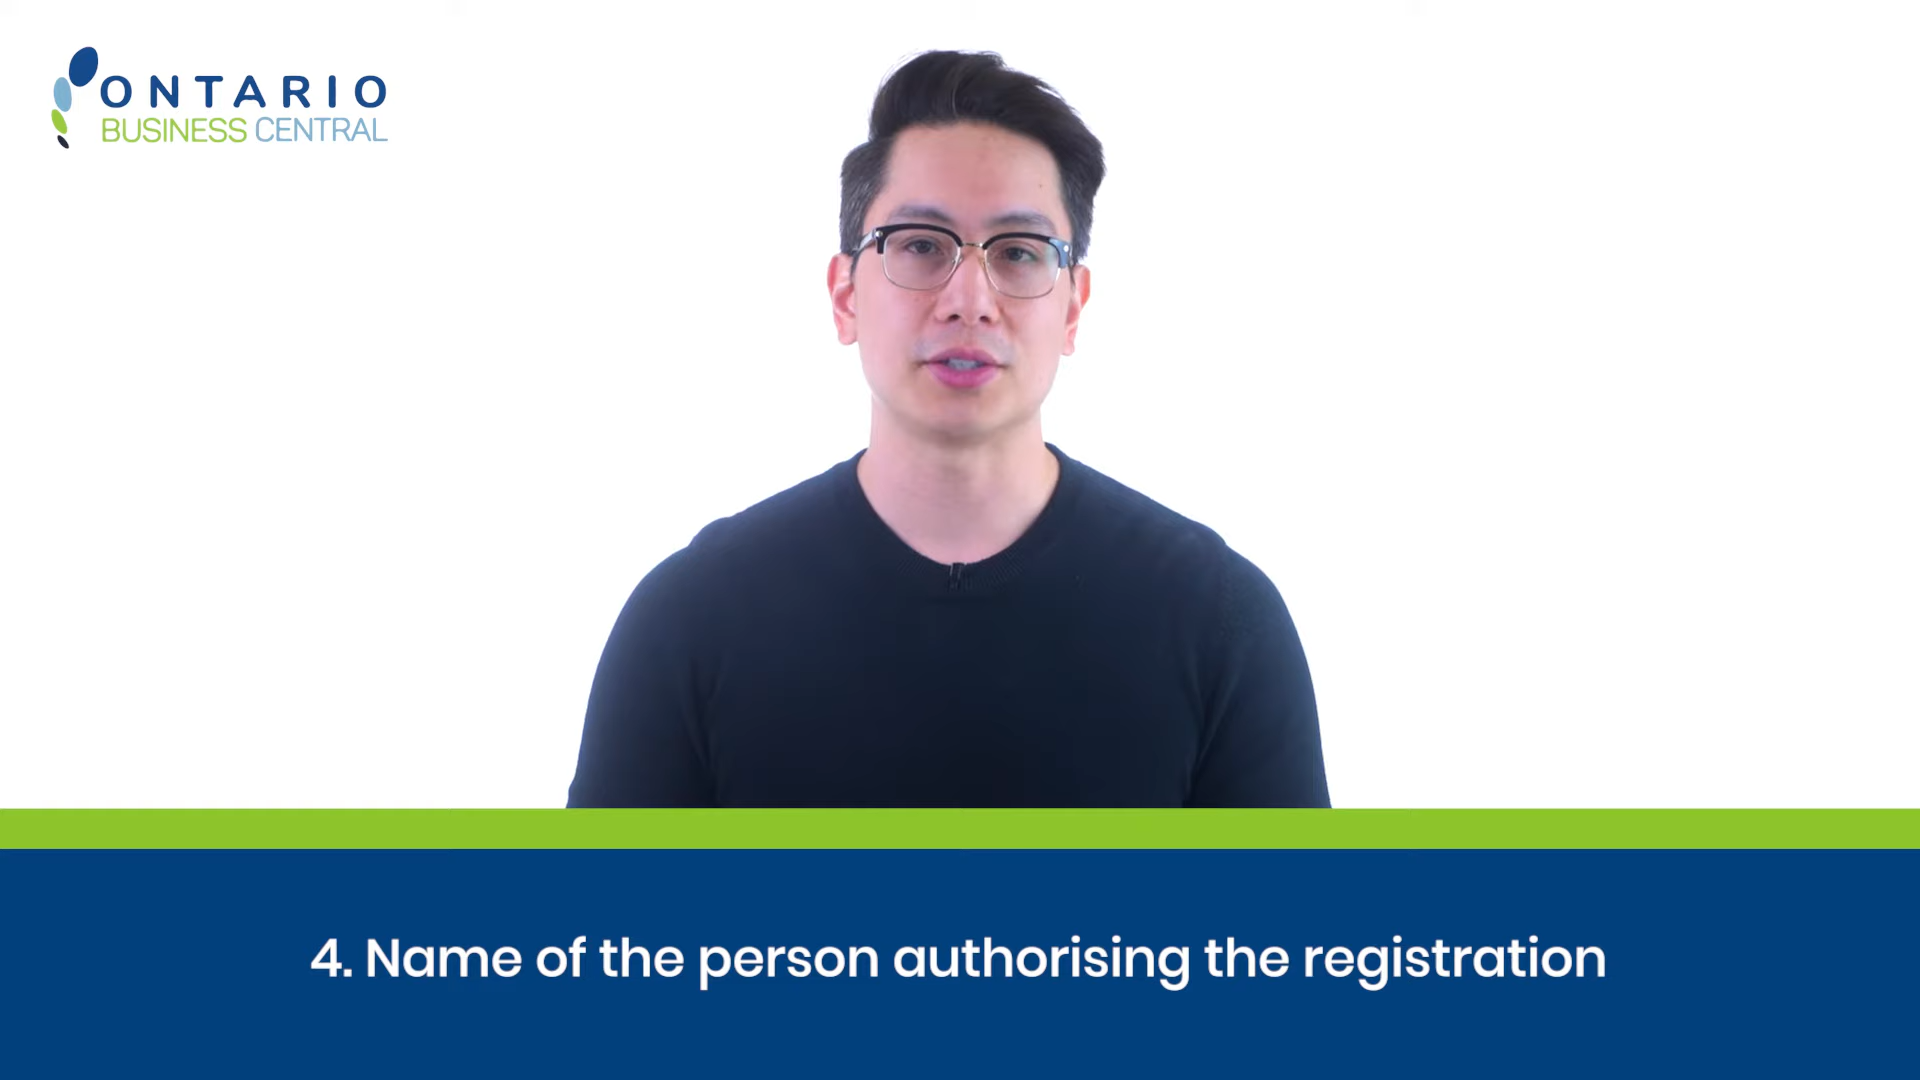 ONTARIO
BUSINESS CENTRAL
4. Name of the person authorising the registration